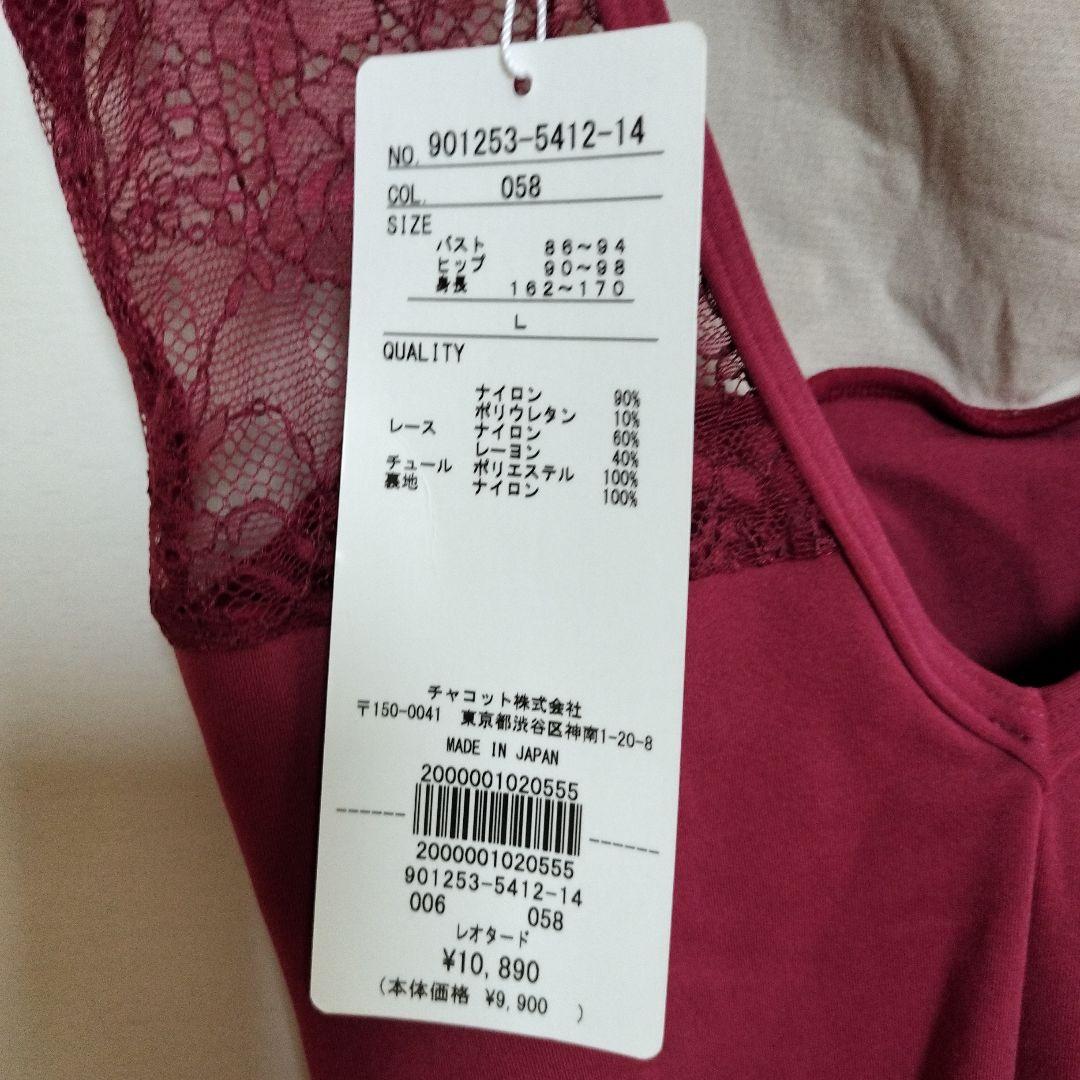 NO. 901253-5412-14
COL. 058
SIZE
バスト 86～94
ヒップ 90～98
身長 162～170
L
QUALITY
ナイロン 90%
ポリウレタン 10%
レース ナイロン 60%
レーヨン 40%
チュール ポリエステル 100%
裏地 ナイロン 100%
チャコット株式会社
〒150-0041 東京都渋谷区神南1-20-8
MADE IN JAPAN
2000001020555
2000001020555
901253-5412-14
006 058
レオタード
¥10,890
(本体価格 ¥9,900 )